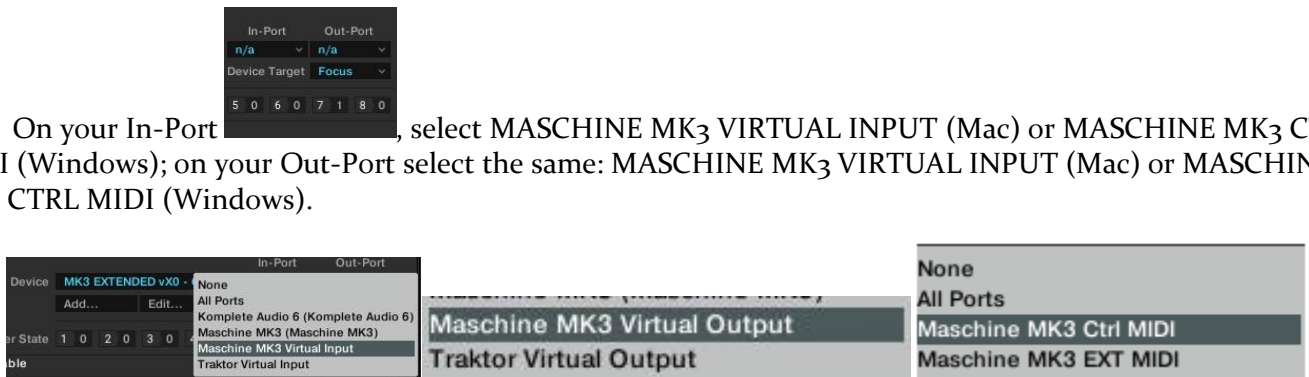 In-Port Out-Port
n/a n/a
Device Target Focus
5 0 6 0 7 1 8 0
On your In-Port , select MASCHINE MK3 VIRTUAL INPUT (Mac) or MASCHINE MK3
(Windows); on your Out-Port select the same: MASCHINE MK3 VIRTUAL INPUT (Mac) or
CTRL MIDI (Windows).
In-Port Out-Port
Device MK3 EXTENDED vX0 -
Add... Edit...
State 1 0 2 0 3 0
None
All Ports
Komplete Audio 6 (Komplete Audio 6)
Maschine MK3 (Maschine MK3)
Maschine MK3 Virtual Input
Traktor Virtual Input
Maschine MK3 Virtual Output
Traktor Virtual Output
None
All Ports
Maschine MK3 Ctrl MIDI
Maschine MK3 EXT MIDI